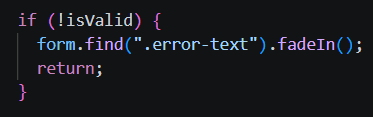 if (!isValid) {
  form.find(".error-text").fadeIn();
  return;
}